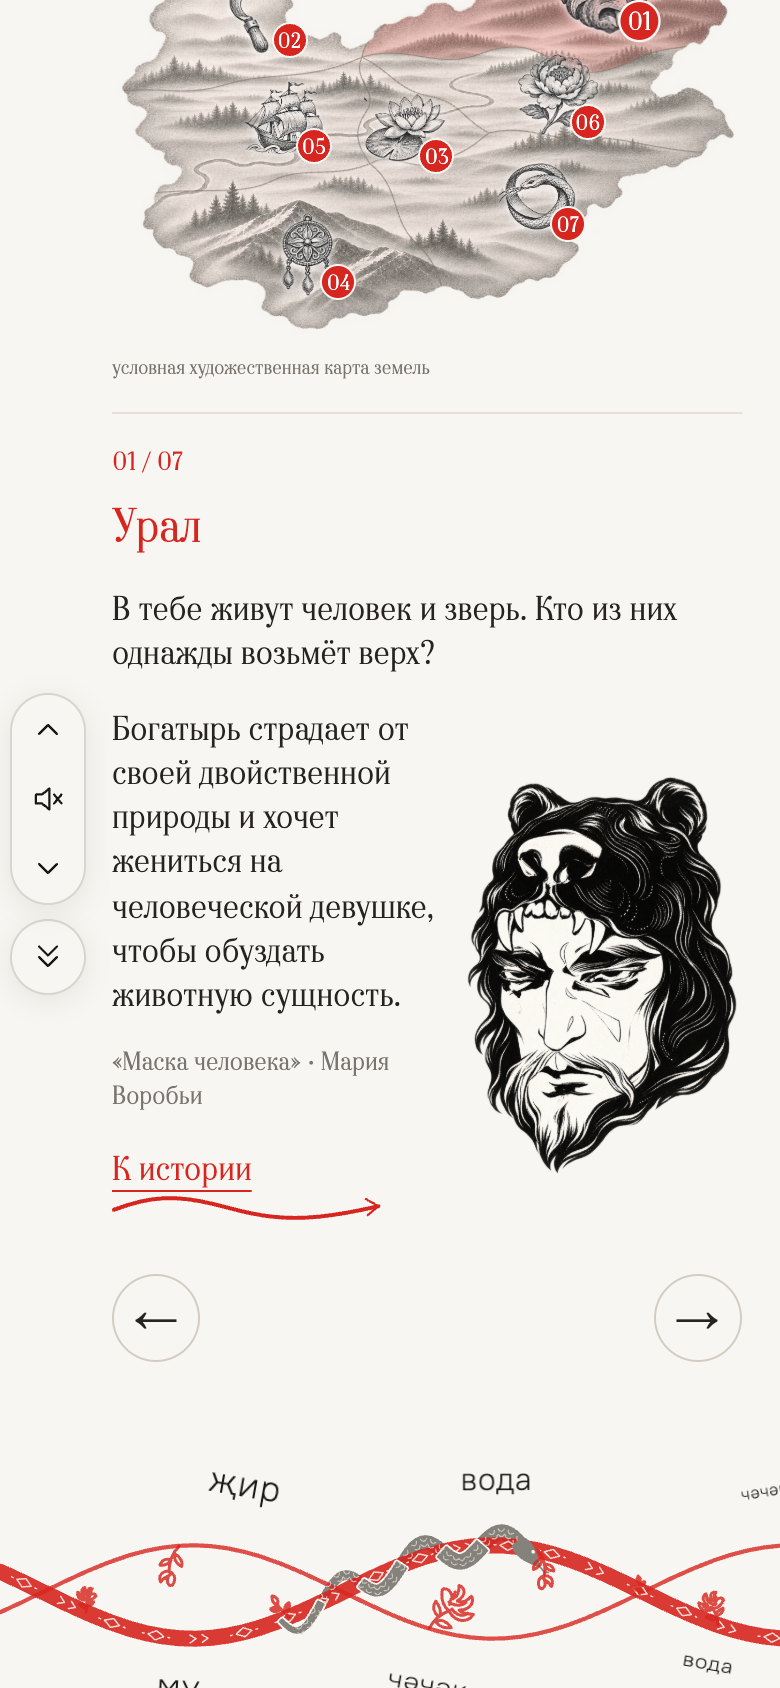 01
02
06
05
03
07
04
условная художественная карта земель
01 / 07
Урал
В тебе живут человек и зверь. Кто из них
однажды возьмёт верх?
Богатырь страдает от
своей двойственной
природы и хочет
жениться на
человеческой девушке,
чтобы обуздать
животную сущность.
«Маска человека» · Мария
Воробьи
К истории
җир
вода
вода